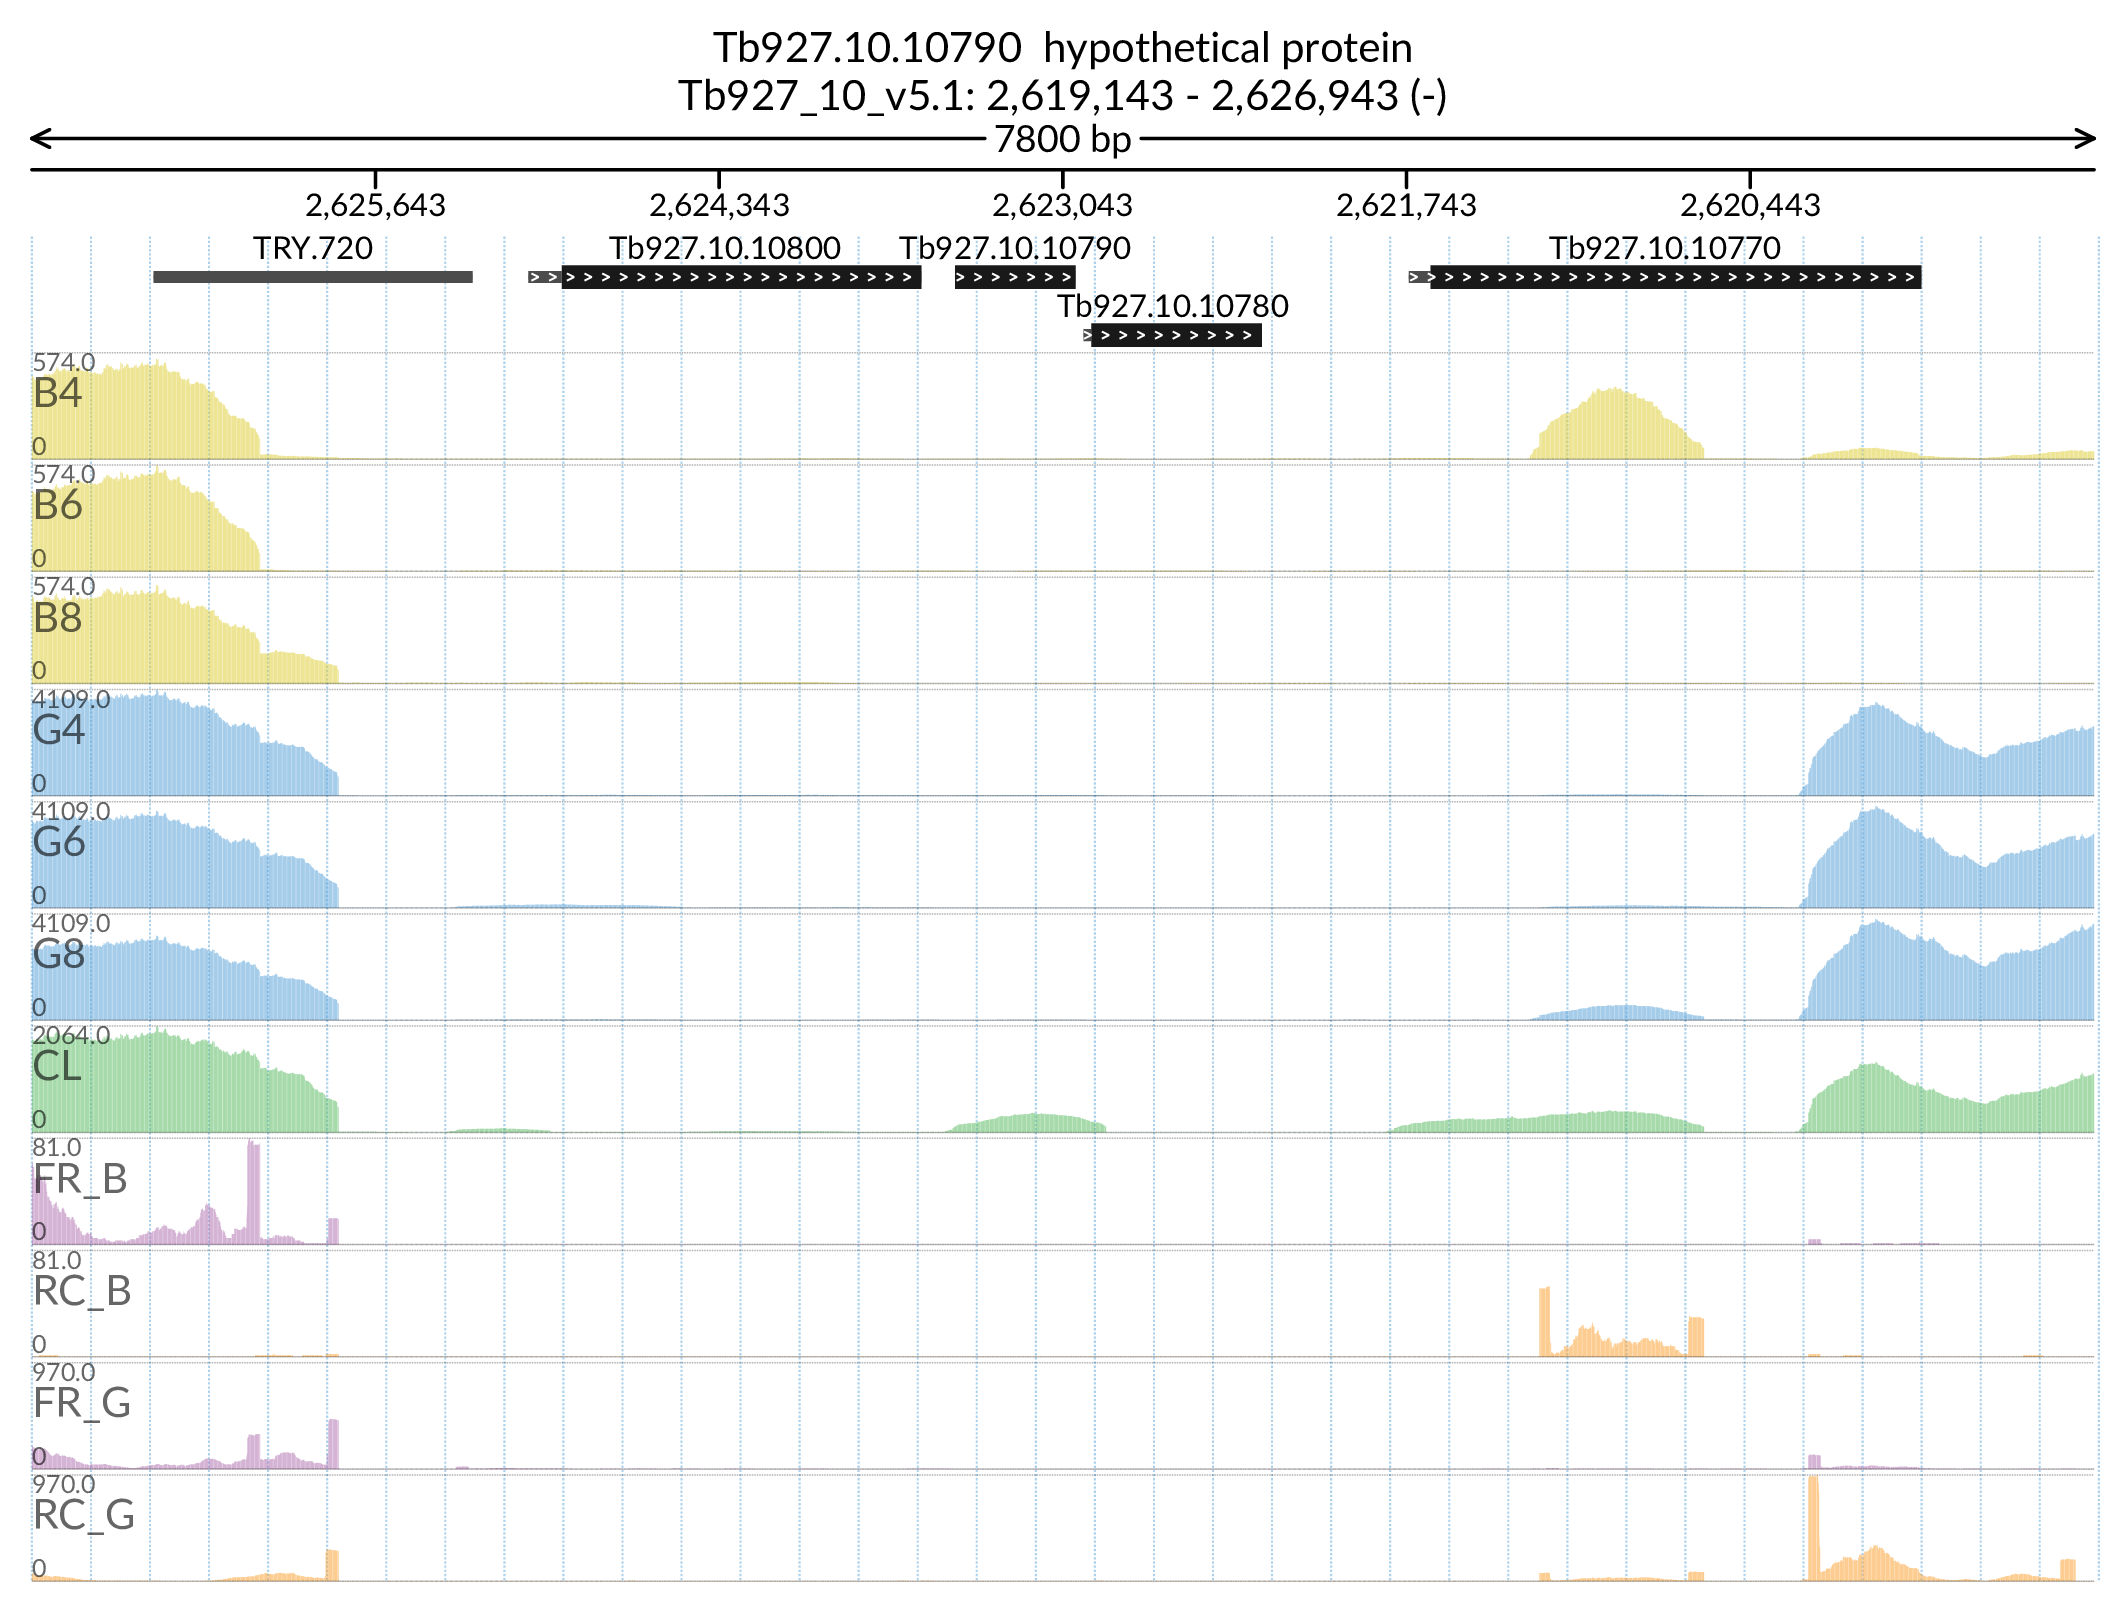 Tb927.10.10790 hypothetical protein
Tb927_10_v5.1: 2,619,143 - 2,626,943 (-)
7800 bp
2,625,643 2,624,343 2,623,043 2,621,743 2,620,443
TRY.720 Tb927.10.10800 Tb927.10.10790 Tb927.10.10770
Tb927.10.10780
574.0
B4
0
574.0
B6
0
574.0
B8
0
4109.0
G4
0
4109.0
G6
0
4109.0
G8
0
2064.0
CL
0
81.0
FR_B
0
81.0
RC_B
0
970.0
FR_G
0
970.0
RC_G
0